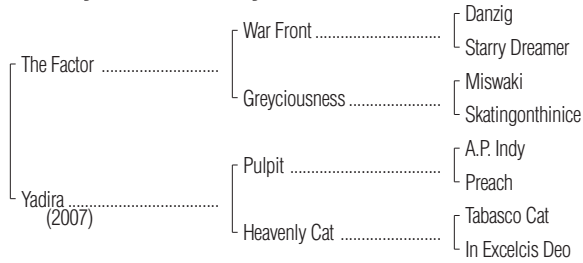 Danzig
War Front ..............................
Starry Dreamer
The Factor ............................
Miswaki
Greyciousness ......................
Skatingonthinice
A.P. Indy
Pulpit ....................................
Preach
Yadira ....................................
(2007)
Tabasco Cat
Heavenly Cat ........................
In Excelcis Deo